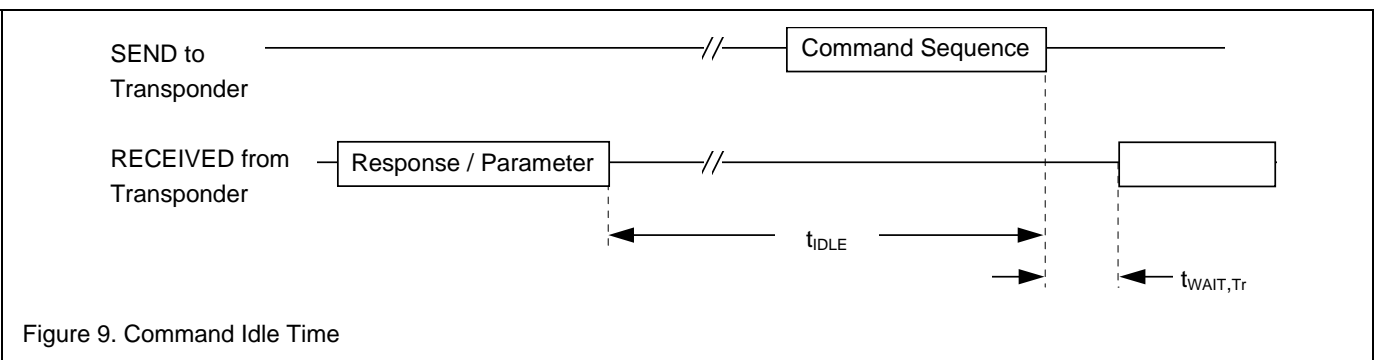 SEND to
Transponder
Command Sequence
RECEIVED from
Transponder
Response / Parameter
tIDLE
tWAIT,Tr
Figure 9. Command Idle Time